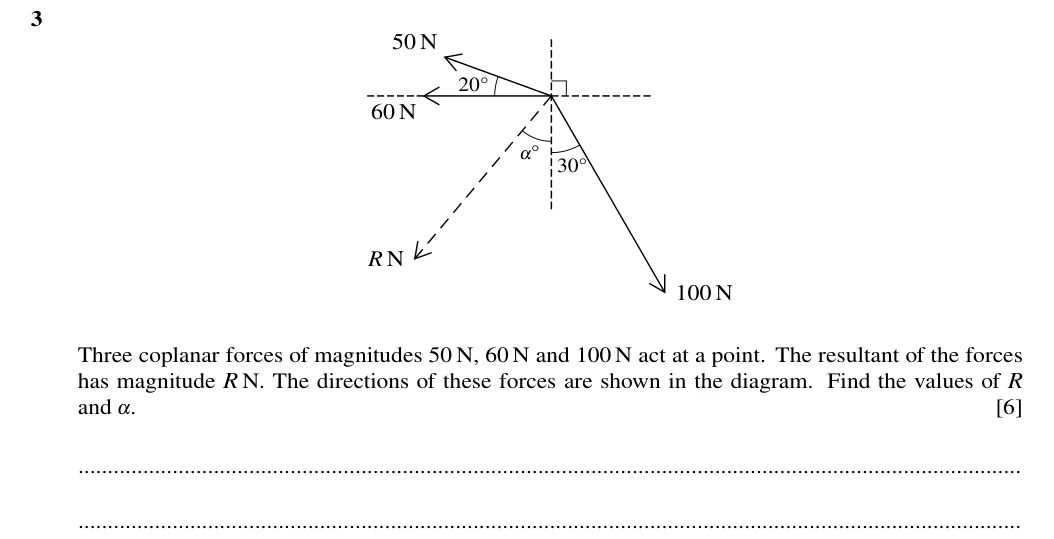 3
50 N
20°
60 N
α°
30°
R N
100 N
Three coplanar forces of magnitudes 50 N, 60 N and 100 N act at a point. The resultant of the forces
has magnitude R N. The directions of these forces are shown in the diagram. Find the values of R
and α. [6]